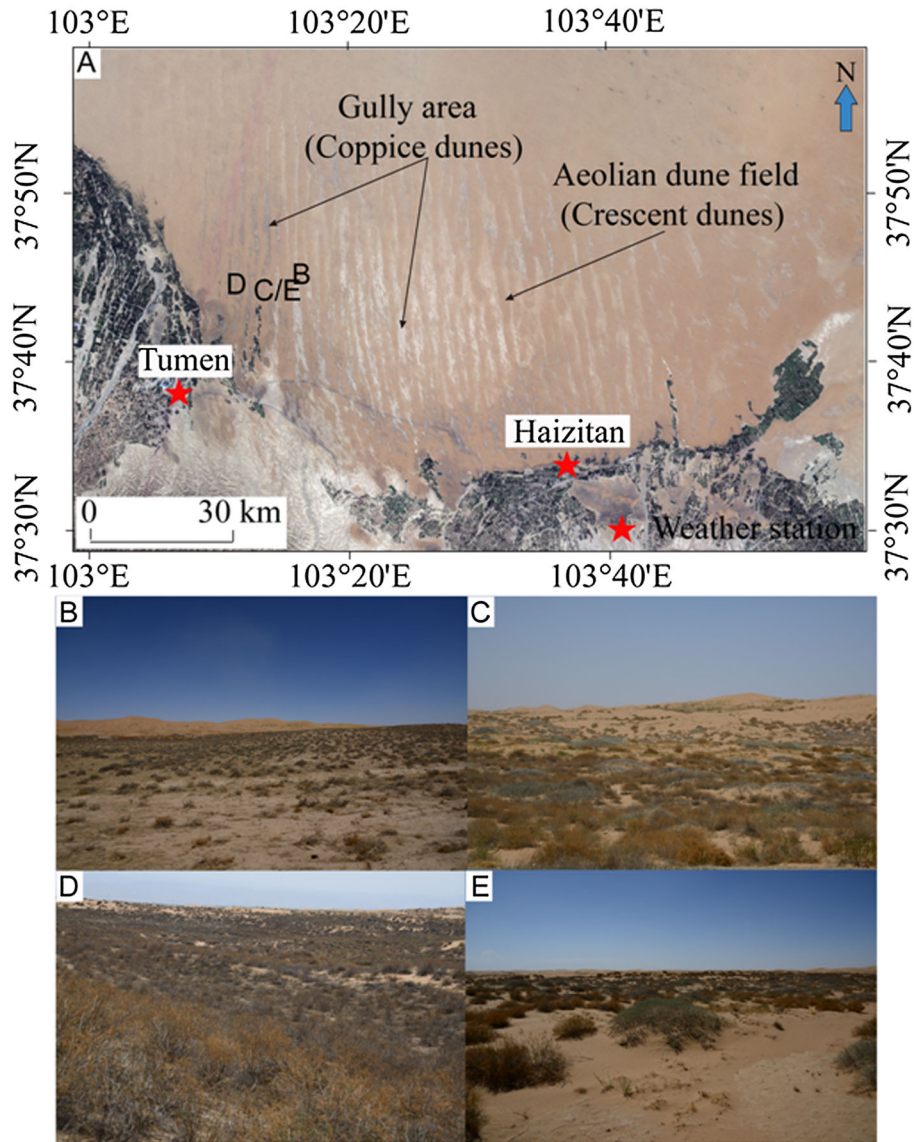 103°E 103°20'E 103°40'E
A
N
Gully area
(Coppice dunes)
Aeolian dune field
(Crescent dunes)
37°50'N
37°50'N
D C/E B
37°40'N
37°40'N
Tumen
Haizitan
0 30 km
Weather station
37°30'N
37°30'N
103°E 103°20'E 103°40'E
B
C
D
E